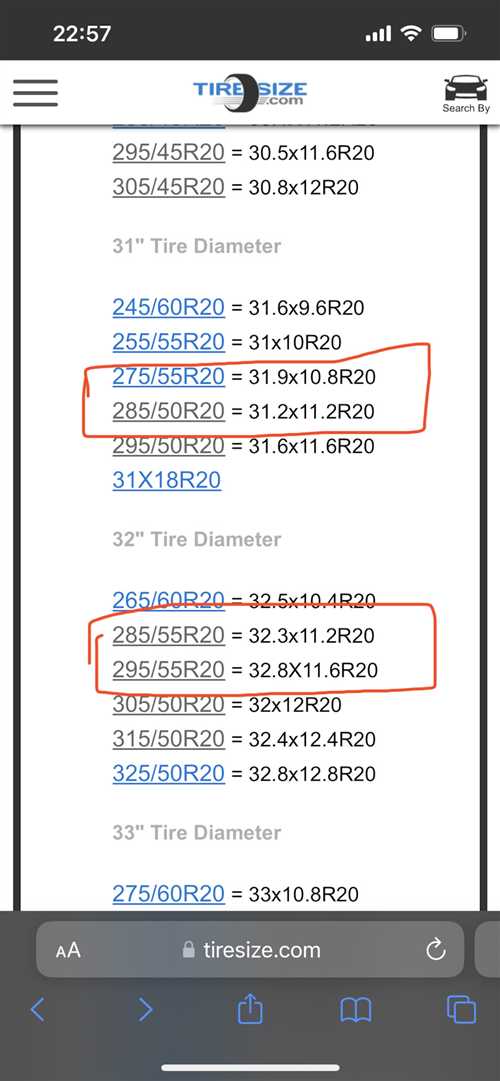 22:57
TIRESIZE
.com
Search By
295/45R20 = 30.5x11.6R20
305/45R20 = 30.8x12R20
31" Tire Diameter
245/60R20 = 31.6x9.6R20
255/55R20 = 31x10R20
275/55R20 = 31.9x10.8R20
285/50R20 = 31.2x11.2R20
295/50R20 = 31.6x11.6R20
31X18R20
32" Tire Diameter
265/60R20 = 32.5x10.4R20
285/55R20 = 32.3x11.2R20
295/55R20 = 32.8X11.6R20
305/50R20 = 32x12R20
315/50R20 = 32.4x12.4R20
325/50R20 = 32.8x12.8R20
33" Tire Diameter
275/60R20 = 33x10.8R20
AA
tiresize.com